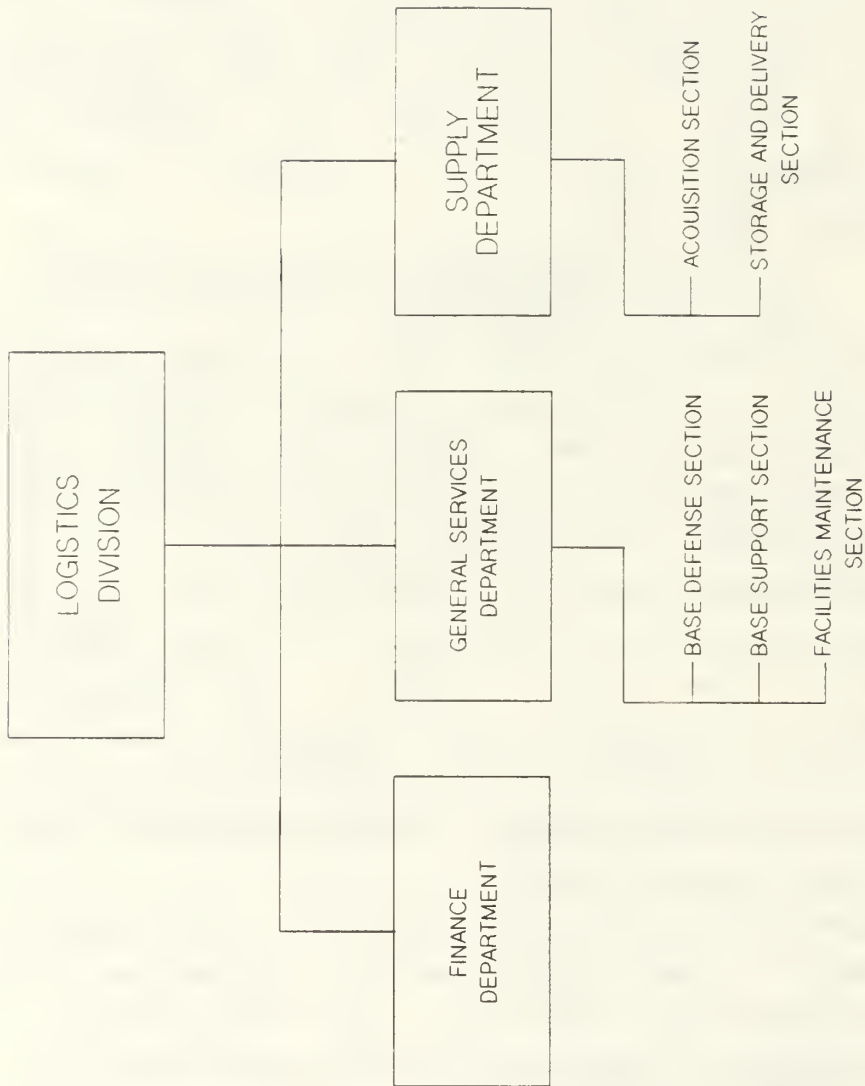 LOGISTICS
DIVISION
FINANCE
DEPARTMENT
GENERAL SERVICES
DEPARTMENT
BASE DEFENSE SECTION
BASE SUPPORT SECTION
FACILITIES MAINTENANCE
SECTION
SUPPLY
DEPARTMENT
ACQUISITION SECTION
STORAGE AND DELIVERY
SECTION